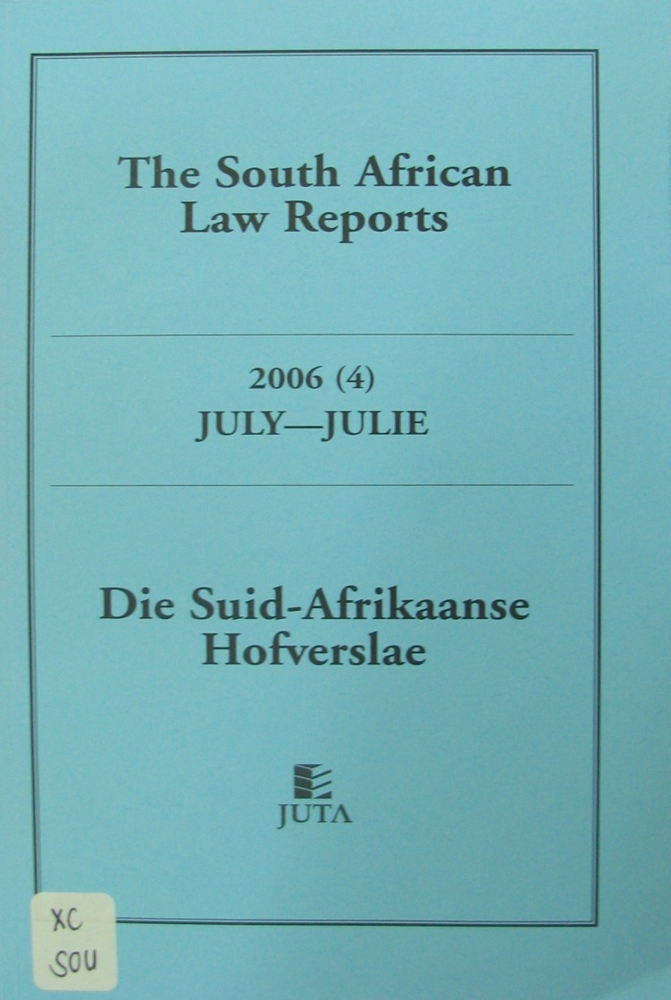 The South African
Law Reports
2006 (4)
JULY—JULIE
Die Suid-Afrikaanse
Hofverslae
JUTA
XC
SOU